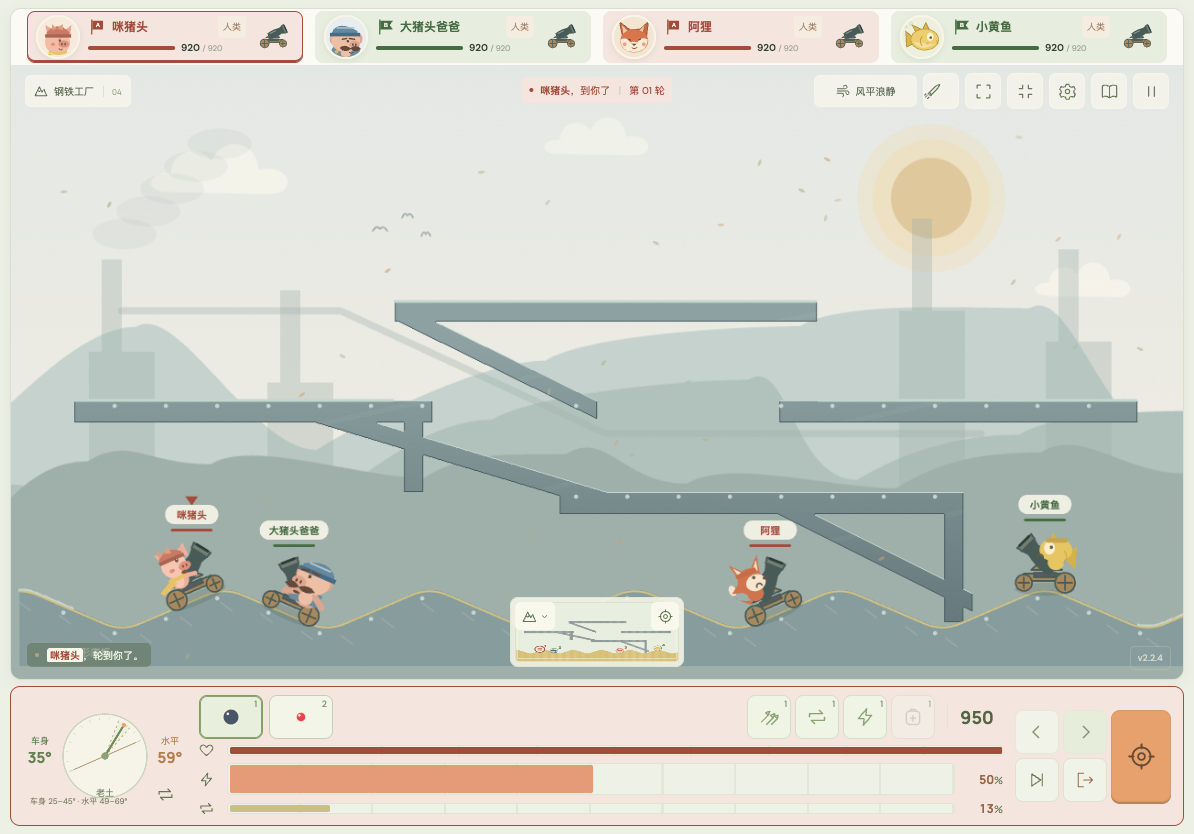 咪猪头 人类
920 / 920
大猪头爸爸 人类
920 / 920
阿狸 人类
920 / 920
小黄鱼 人类
920 / 920
钢铁工厂 04
• 咪猪头，到你了 | 第 01 轮
风平浪静
咪猪头
大猪头爸爸
阿狸
小黄鱼
咪猪头，轮到你了。
v2.2.4
车身
35°
水平
59°
老土
车身 25–45° · 水平 49–69°
1
2
1
1
1
1
950
50%
13%